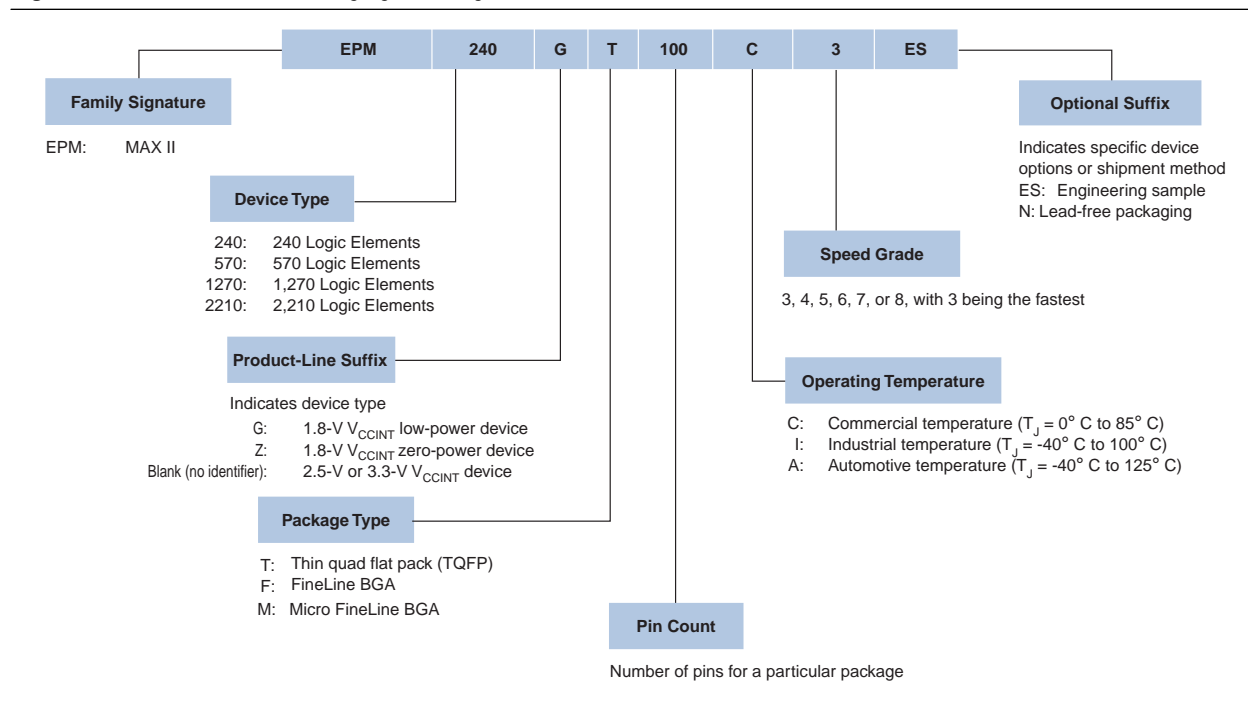 EPM 240 G T 100 C 3 ES
Family Signature
EPM: MAX II
Optional Suffix
Indicates specific device
options or shipment method
ES: Engineering sample
N: Lead-free packaging
Device Type
240: 240 Logic Elements
570: 570 Logic Elements
1270: 1,270 Logic Elements
2210: 2,210 Logic Elements
Speed Grade
3, 4, 5, 6, 7, or 8, with 3 being the fastest
Product-Line Suffix
Indicates device type
G: 1.8-V VCCINT low-power device
Z: 1.8-V VCCINT zero-power device
Blank (no identifier): 2.5-V or 3.3-V VCCINT device
Operating Temperature
C: Commercial temperature (TJ = 0° C to 85° C)
I: Industrial temperature (TJ = -40° C to 100° C)
A: Automotive temperature (TJ = -40° C to 125° C)
Package Type
T: Thin quad flat pack (TQFP)
F: FineLine BGA
M: Micro FineLine BGA
Pin Count
Number of pins for a particular package